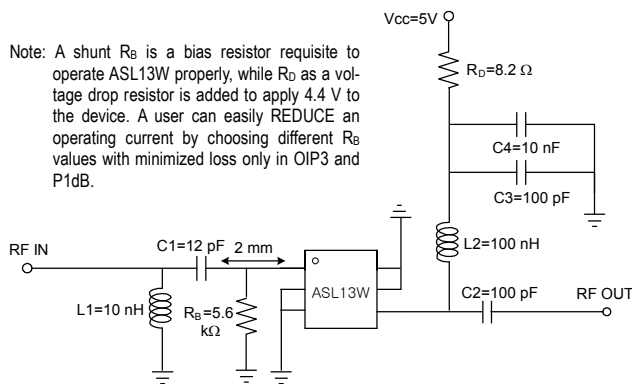 Vcc=5V
Note: A shunt RB is a bias resistor requisite to
operate ASL13W properly, while RD as a vol-
tage drop resistor is added to apply 4.4 V to
the device. A user can easily REDUCE an
operating current by choosing different RB
values with minimized loss only in OIP3 and
P1dB.
RD=8.2 Ω
C4=10 nF
C3=100 pF
L2=100 nH
RF IN
C1=12 pF
2 mm
ASL13W
C2=100 pF
RF OUT
L1=10 nH
RB=5.6
kΩ